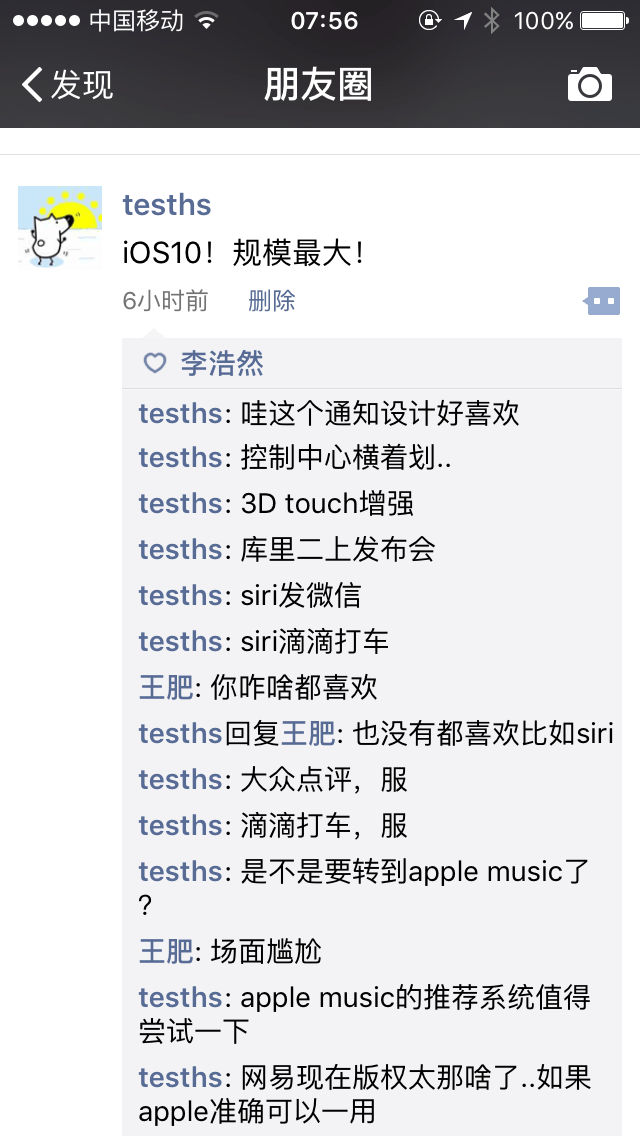 中国移动 07:56 100%
发现 朋友圈
tesths
iOS10！规模最大！
6小时前 删除
李浩然
tesths: 哇这个通知设计好喜欢
tesths: 控制中心横着划..
tesths: 3D touch增强
tesths: 库里二上发布会
tesths: siri发微信
tesths: siri滴滴打车
王肥: 你咋啥都喜欢
tesths回复王肥: 也没有都喜欢比如siri
tesths: 大众点评，服
tesths: 滴滴打车，服
tesths: 是不是要转到apple music了
?
王肥: 场面尴尬
tesths: apple music的推荐系统值得
尝试一下
tesths: 网易现在版权太那啥了..如果
apple准确可以一用